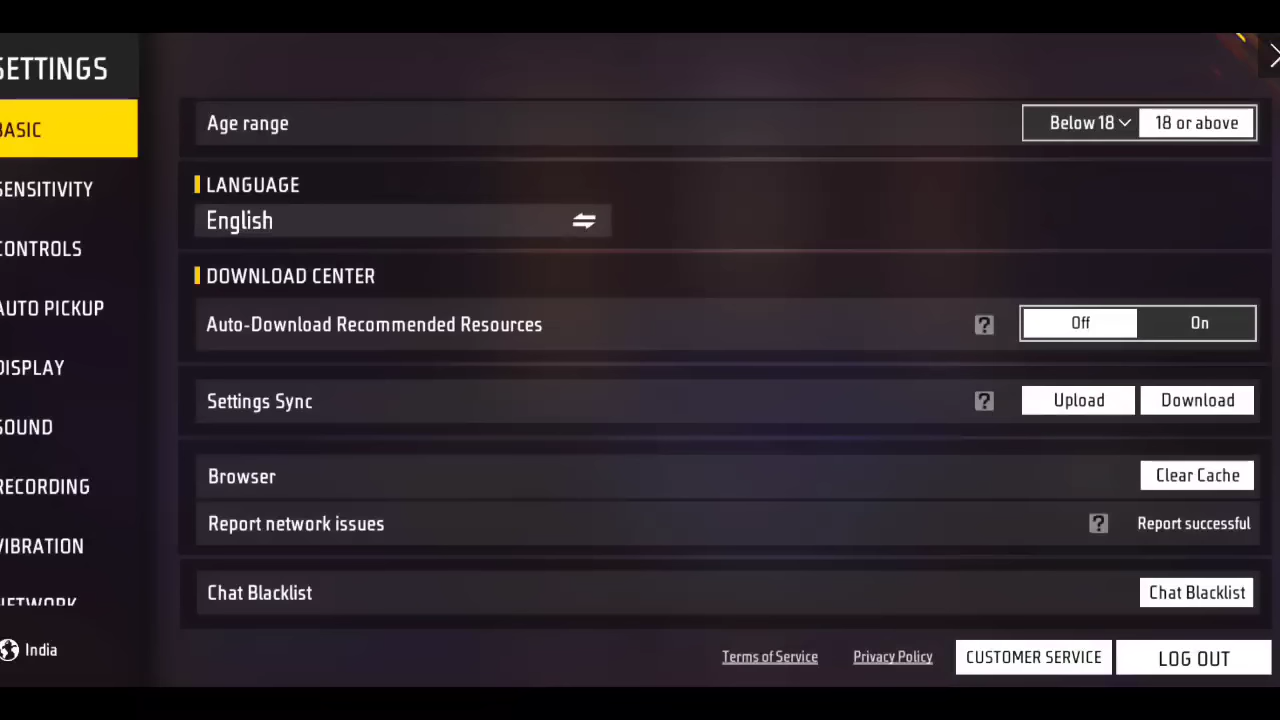 SETTINGS
BASIC
SENSITIVITY
CONTROLS
AUTO PICKUP
DISPLAY
SOUND
RECORDING
VIBRATION
NETWORK
India
Age range
Below 18
18 or above
LANGUAGE
English
DOWNLOAD CENTER
Auto-Download Recommended Resources
?
Off
On
Settings Sync
?
Upload
Download
Browser
Clear Cache
Report network issues
?
Report successful
Chat Blacklist
Chat Blacklist
Terms of Service
Privacy Policy
CUSTOMER SERVICE
LOG OUT